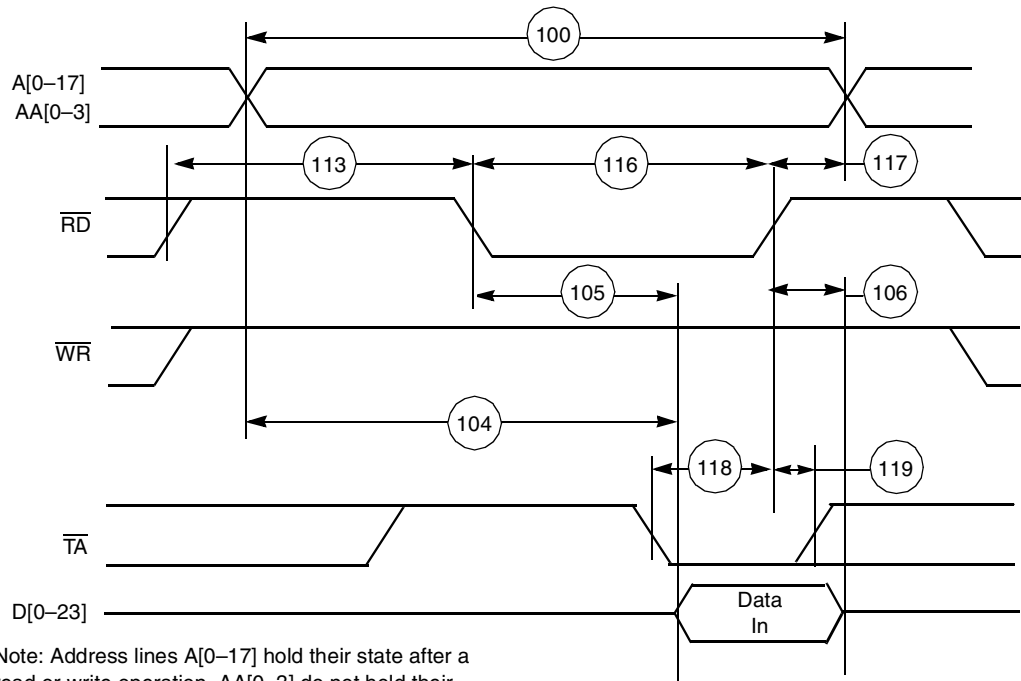 100
A[0–17]
AA[0–3]
113
116
117
RD
105
106
WR
104
118
119
TA
D[0–23]
Data
In
Note: Address lines A[0–17] hold their state after a
read or write operation. AA[0–3] do not hold their